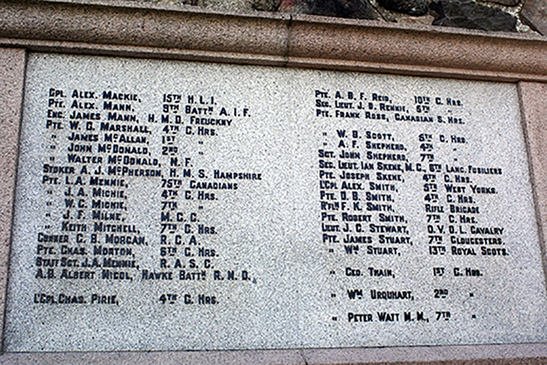 Cpl. Alex. Mackie, 15th H.L.I.
Pte. Alex. Mann, 9th Battn A.I.F.
Eng. James Mann, H.M.D. Freuchny
Pte. W.D. Marshall, 4th G. Hrs.
" James McAllan, 1st "
" John McDonald, 2nd "
" Walter McDonald, N.F.
Stoker A.J. McPherson, H.M.S. Hampshire
Pte. L.A. Mennie, 75th Canadians
" J.A. Michie, 4th G. Hrs.
" W.C. Michie, 7th "
" J.F. Milne, M.G.C.
" Keith Mitchell, 7th G. Hrs.
Gunner G.B. Morgan, R.G.A.
Pte. Chas. Morton, 6th G. Hrs.
Staff Sgt. J.A. Mennie, R.A.S.C.
A.B. Albert Nicol, Hawke Battn R.N.D.
L'Cpl. Chas. Pirie, 4th G. Hrs.
Pte. A.B.F. Reid, 10th G. Hrs.
Sec. Lieut. J.D. Rennie, 6th "
Pte. Frank Ross, Canadian S. Hrs.
" W.B. Scott, 6th G. Hrs.
" A.F. Shepherd, 4th "
Sgt. John Shepherd, 7th "
Sec. Lieut. Ian Skene, M.C., 6th Lanc. Fusiliers
Pte. Joseph Skene, 4th G. Hrs.
L'Cpl. Alex. Smith, 5th West Yorks.
Pte. D.B. Smith, 4th G. Hrs.
R'flm F.K. Smith, Rifle Brigade
Pte. Robert Smith, 7th G. Hrs.
Lieut. J.C. Stewart, D.V.O.L. Cavalry
Pte. James Stuart, 7th Gloucesters.
" Wm Stuart, 13th Royal Scots.
" Geo. Thain, 1st G. Hrs.
" Wm Urquhart, 2nd "
" Peter Watt M.M., 7th "